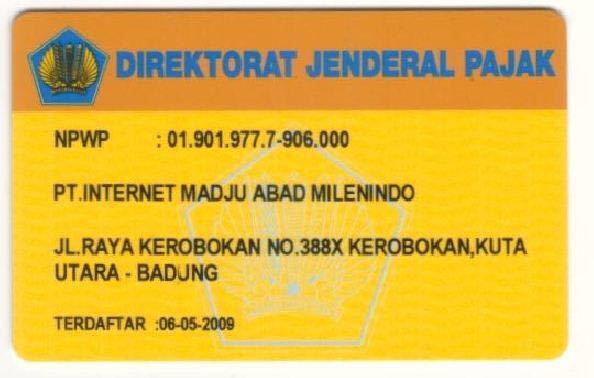 DIREKTORAT JENDERAL PAJAK
NPWP : 01.901.977.7-906.000
PT.INTERNET MADJU ABAD MILENINDO
JL.RAYA KEROBOKAN NO.388X KEROBOKAN,KUTA
UTARA - BADUNG
TERDAFTAR :06-05-2009